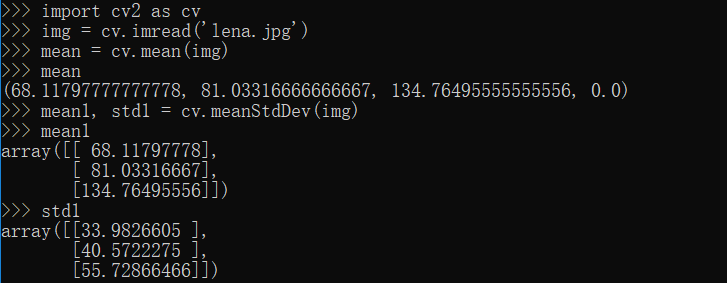 >>> import cv2 as cv
>>> img = cv.imread('lena.jpg')
>>> mean = cv.mean(img)
>>> mean
(68.11797777777778, 81.03316666666667, 134.76495555555556, 0.0)
>>> mean1, std1 = cv.meanStdDev(img)
>>> mean1
array([[ 68.11797778],
       [ 81.03316667],
       [134.76495556]])
>>> std1
array([[33.9826605 ],
       [40.5722275 ],
       [55.72866466]])